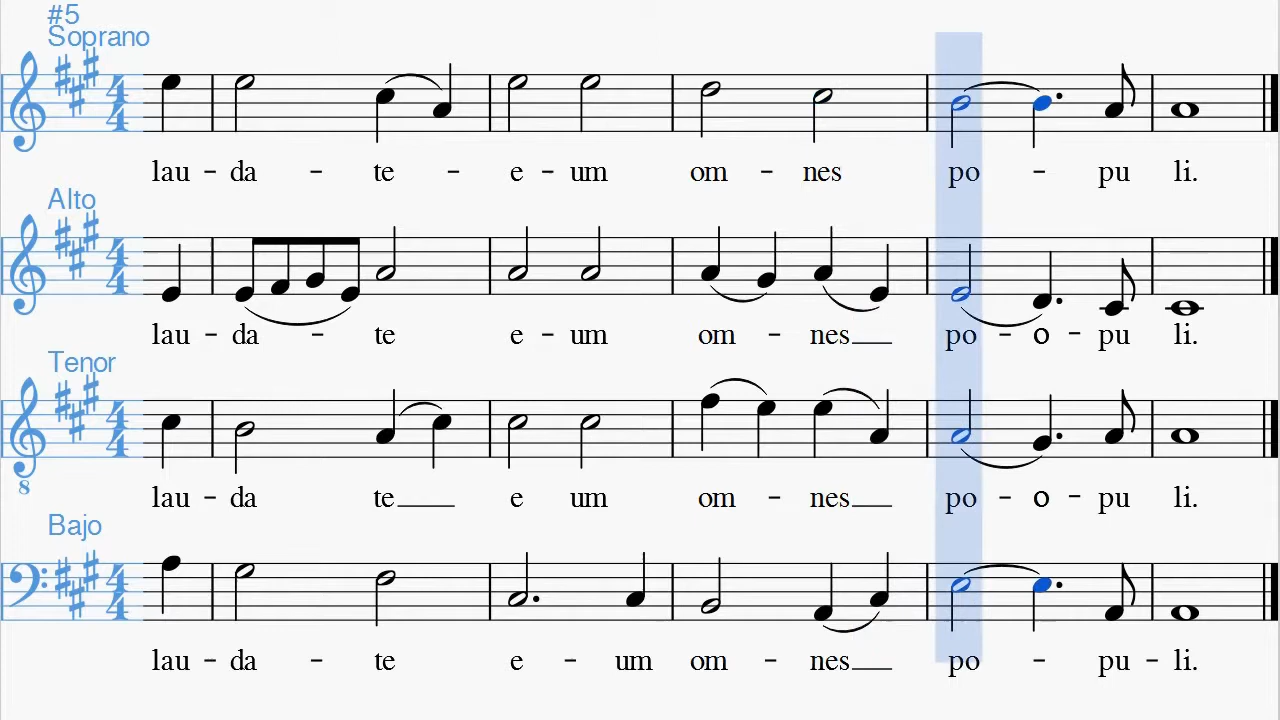 #5
Soprano
lau - da - te - e - um om - nes po - pu li.
Alto
lau - da - te e - um om - nes po - o - pu li.
Tenor
8
lau - da te e um om - nes po - o - pu li.
Bajo
lau - da - te e - um om - nes po - pu - li.